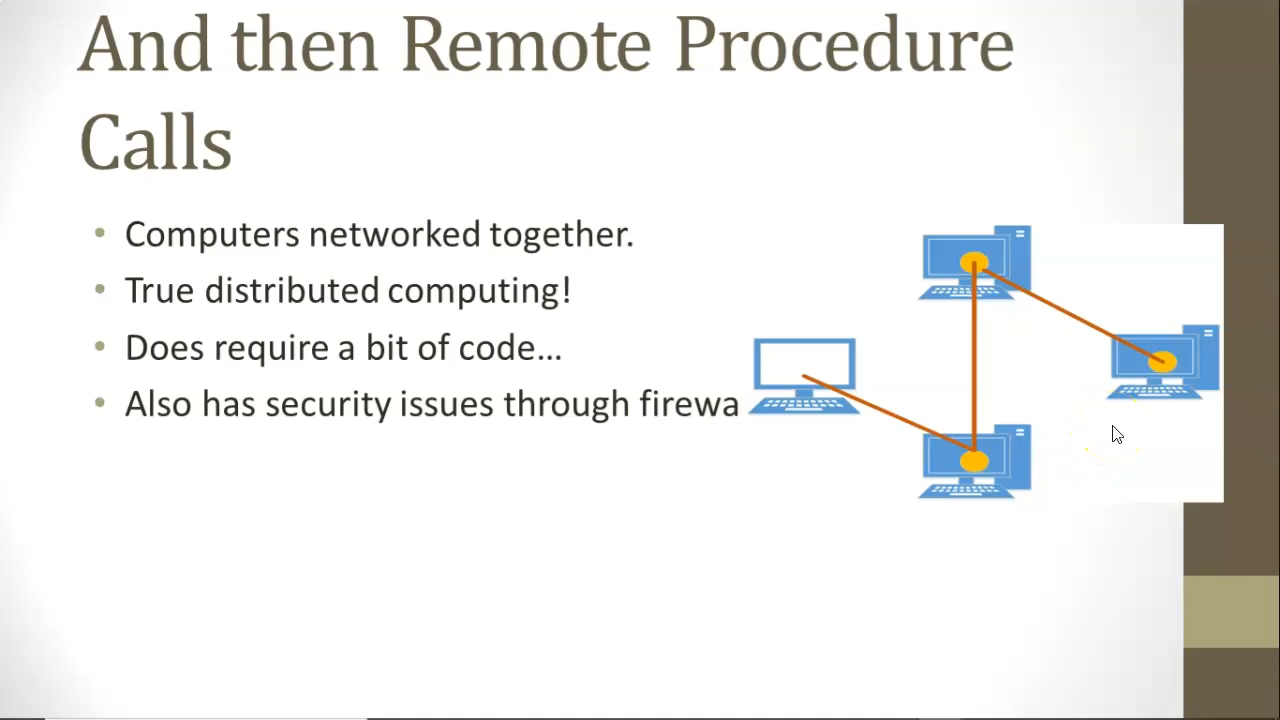 And then Remote Procedure
Calls
• Computers networked together.
• True distributed computing!
• Does require a bit of code…
• Also has security issues through firewa